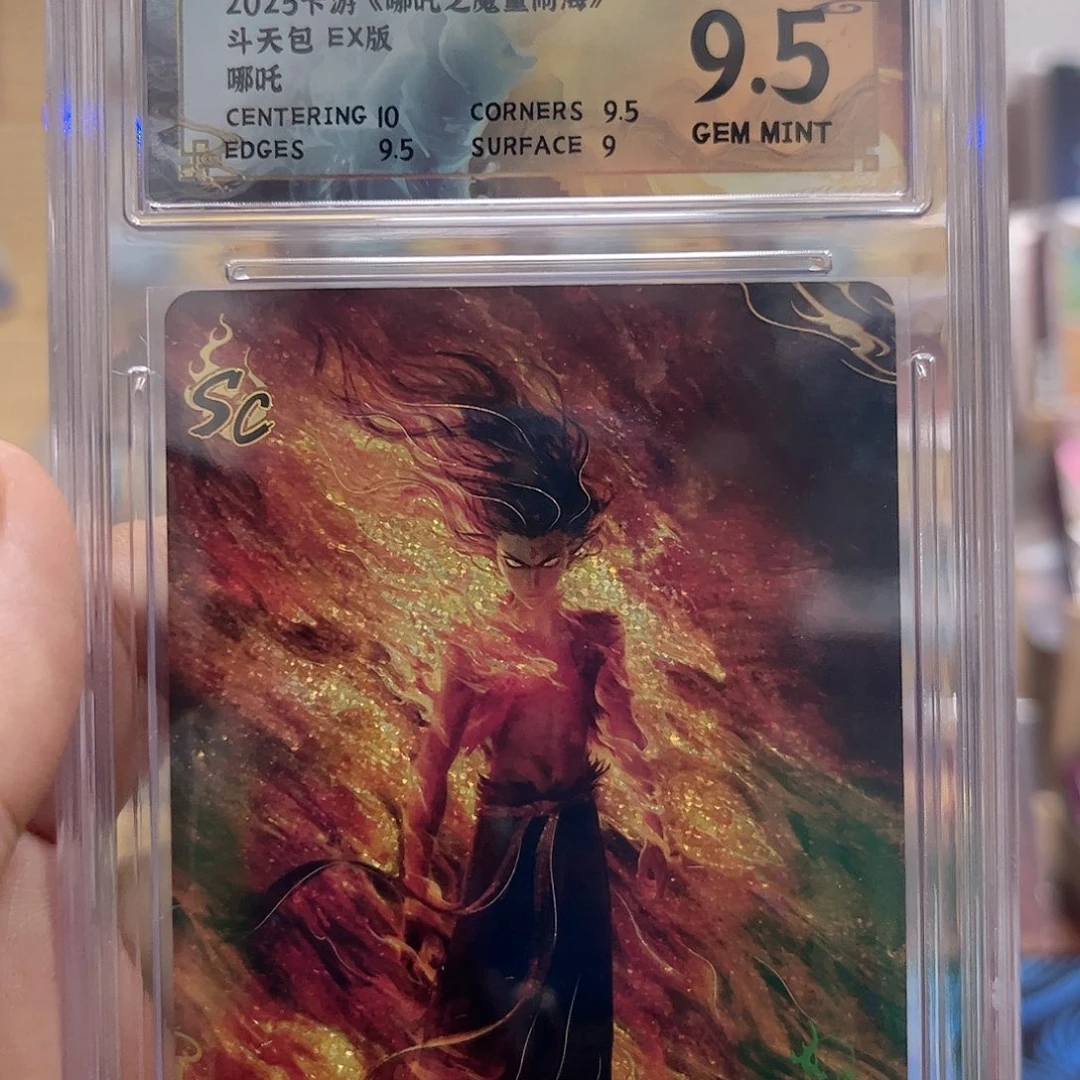 2025卡游《哪吒之魔童闹海》
斗天包 EX版
哪吒
CENTERING 10 CORNERS 9.5
EDGES 9.5 SURFACE 9
9.5
GEM MINT
SC